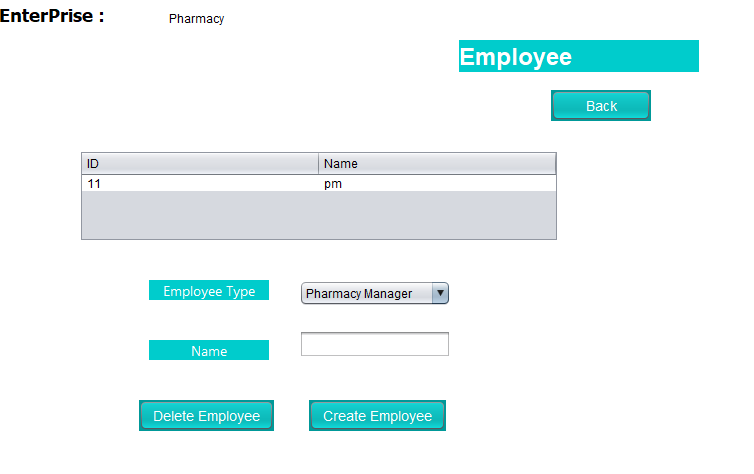 EnterPrise : Pharmacy
Employee
Back
ID Name
11 pm
Employee Type Pharmacy Manager
Name
Delete Employee Create Employee